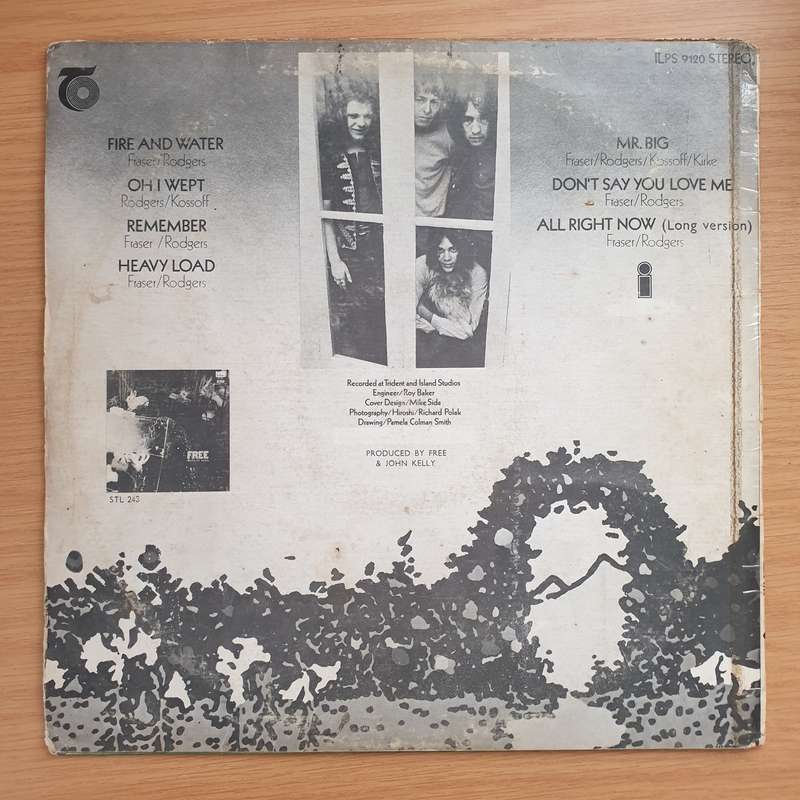 ILPS 9120 STEREO
FIRE AND WATER
Fraser/Rodgers
OH I WEPT
Rodgers/Kossoff
REMEMBER
Fraser/Rodgers
HEAVY LOAD
Fraser/Rodgers
MR. BIG
Fraser/Rodgers/Kossoff/Kirke
DON'T SAY YOU LOVE ME
Fraser/Rodgers
ALL RIGHT NOW (Long version)
Fraser/Rodgers
i
Recorded at Trident and Island Studios
Engineer/Roy Baker
Cover Design/Mike Sida
Photography/Hiroshi/Richard Polak
Drawing/Pamela Colman Smith
PRODUCED BY FREE
& JOHN KELLY
FREE
STL 243